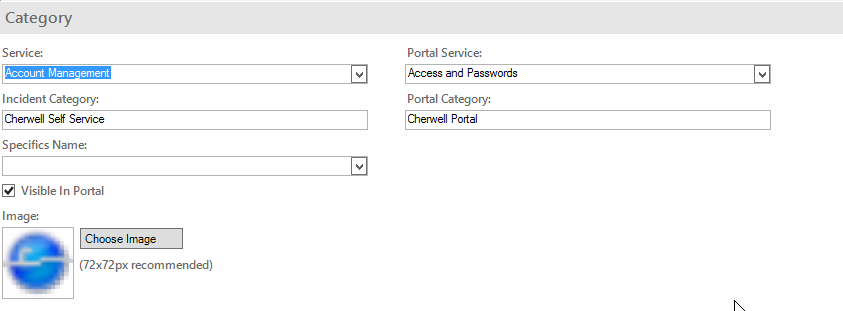 Category
Service:
Portal Service:
Account Management
Access and Passwords
Incident Category:
Portal Category:
Cherwell Self Service
Cherwell Portal
Specifics Name:
Visible In Portal
Image:
Choose Image
(72x72px recommended)